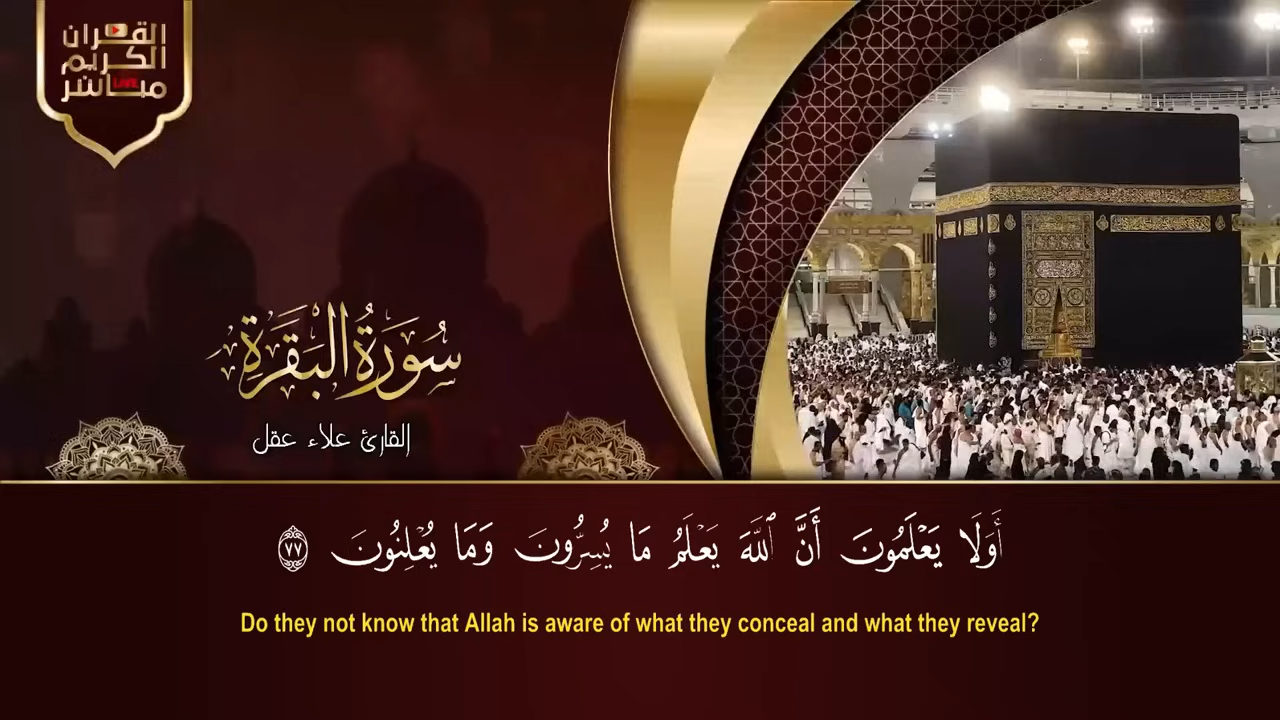 القرآن
الكريم
LIVE
مباشر
سُورَةُ البَقَرَةِ
القارئ علاء عقل
أَوَلَا يَعْلَمُونَ أَنَّ ٱللَّهَ يَعْلَمُ مَا يُسِرُّونَ وَمَا يُعْلِنُونَ ٧٧
Do they not know that Allah is aware of what they conceal and what they reveal?